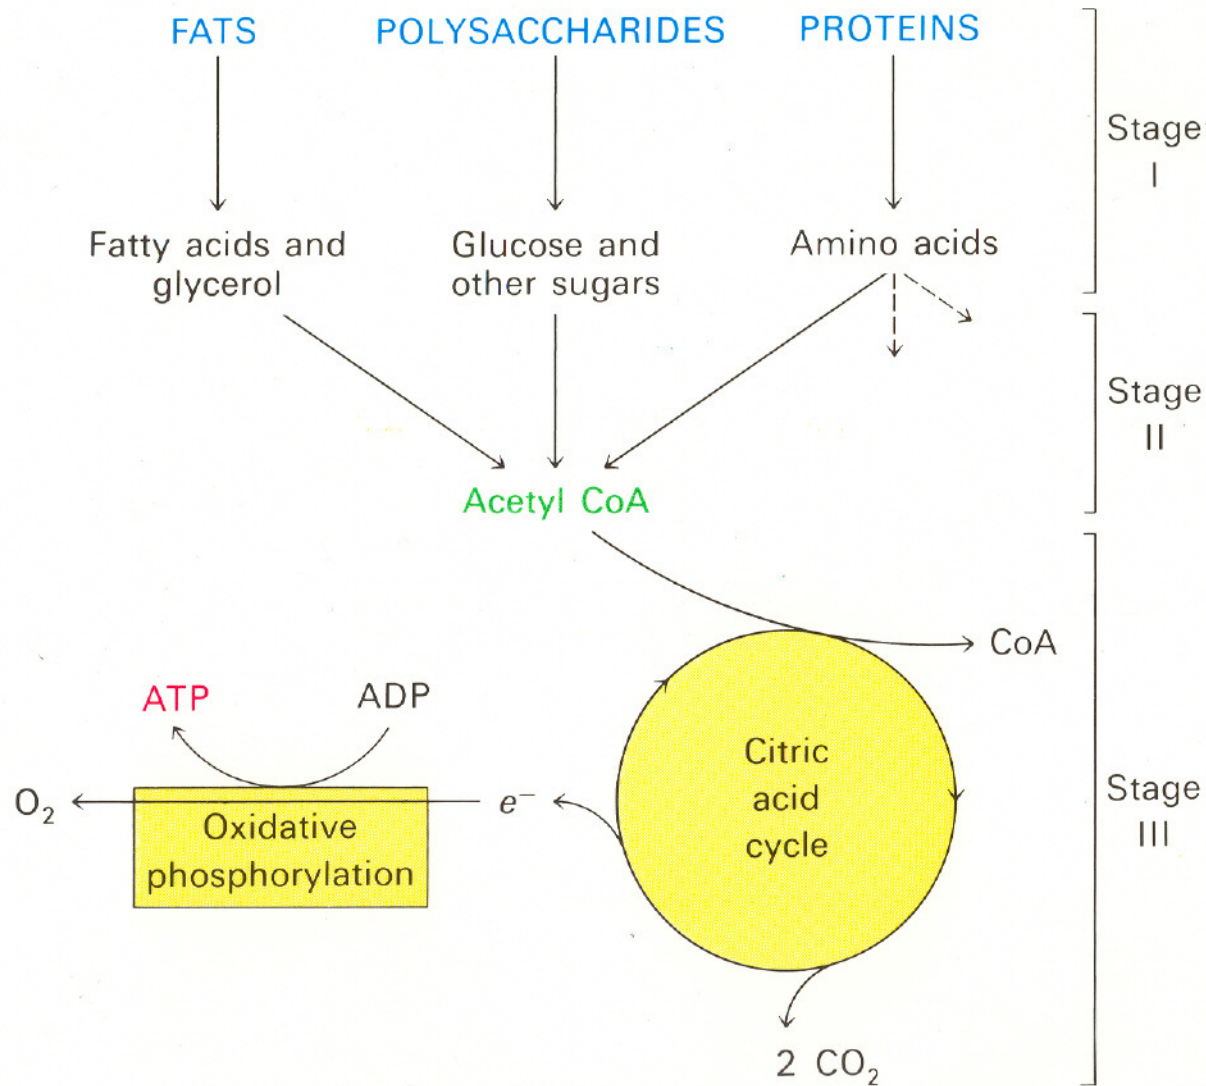 FATS
POLYSACCHARIDES
PROTEINS
Stage
I
Fatty acids and
glycerol
Glucose and
other sugars
Amino acids
Stage
II
Acetyl CoA
CoA
ATP
ADP
Citric
acid
cycle
O₂
e⁻
Oxidative
phosphorylation
Stage
III
2 CO₂